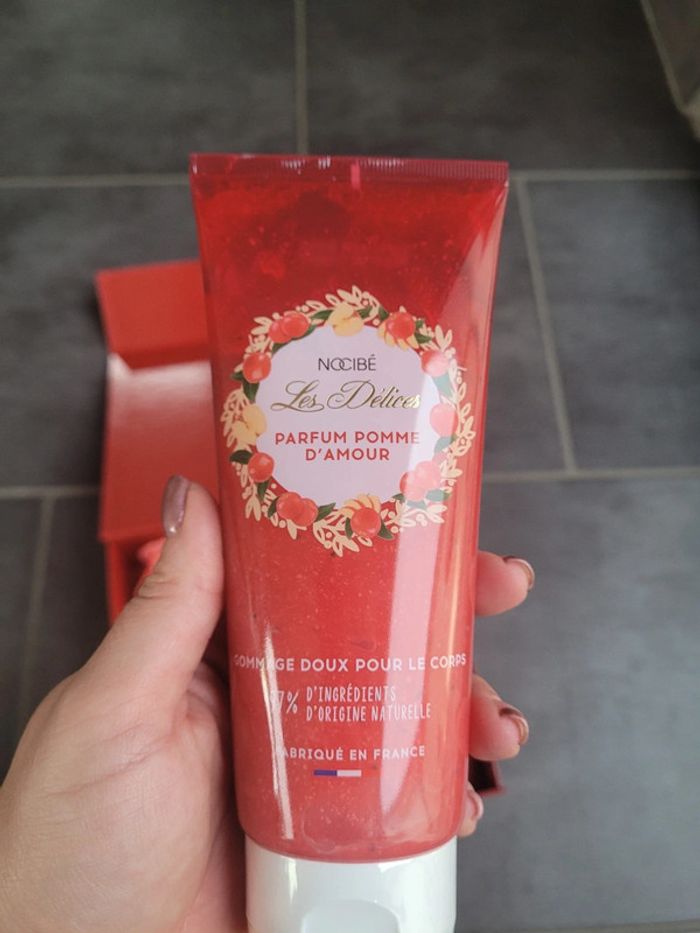 NOCIBÉ
Les Délices
PARFUM POMME
D'AMOUR
GOMMAGE DOUX POUR LE CORPS
D'INGRÉDIENTS
D'ORIGINE NATURELLE
FABRIQUÉ EN FRANCE